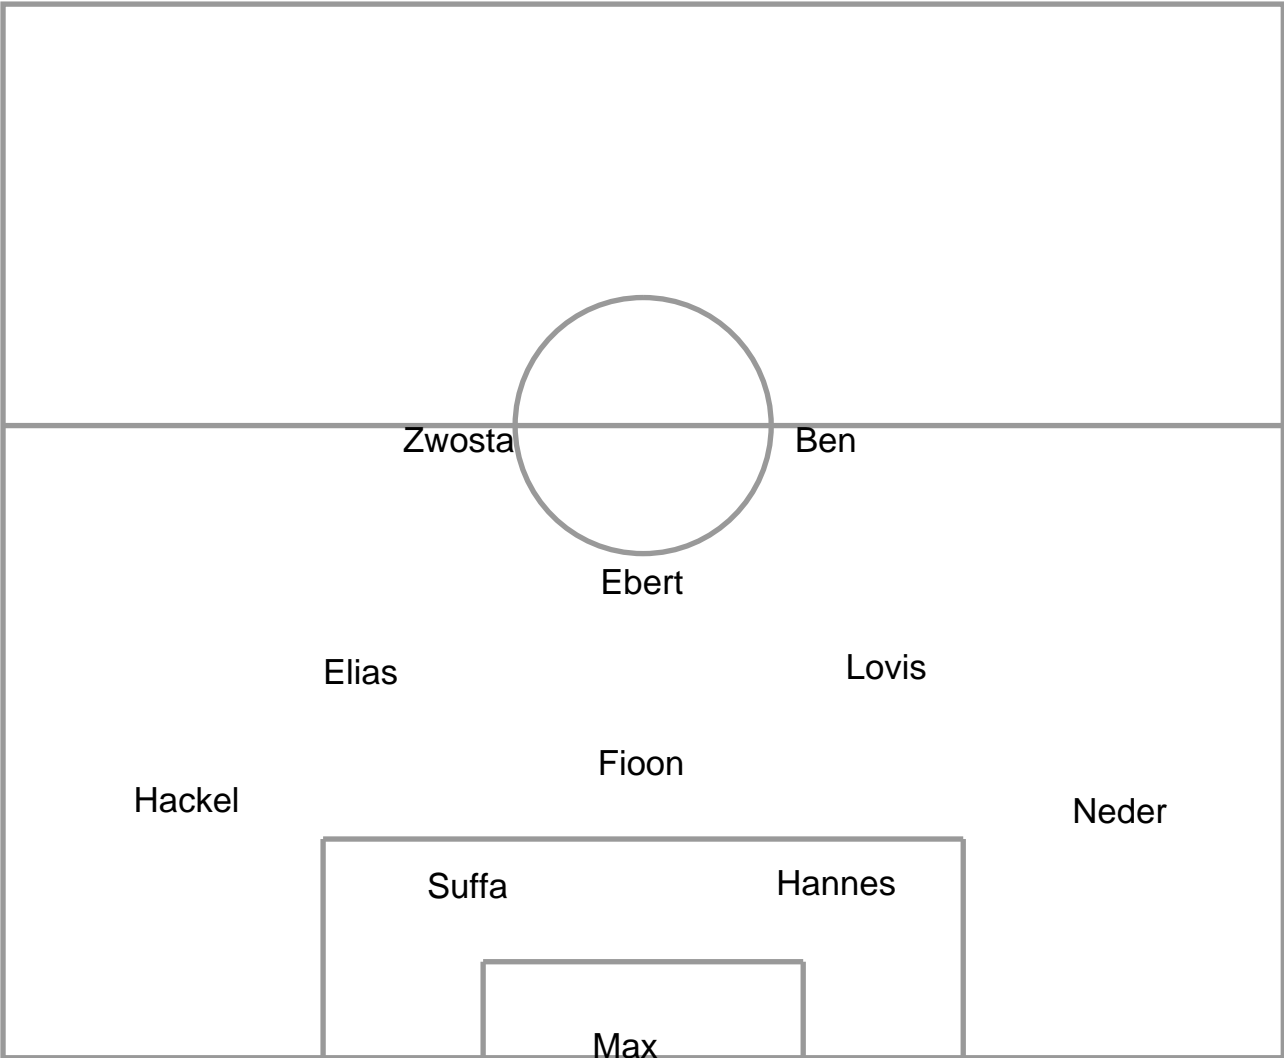 Zwosta Ben
Ebert
Elias Lovis
Fioon
Hackel Neder
Suffa Hannes
Max